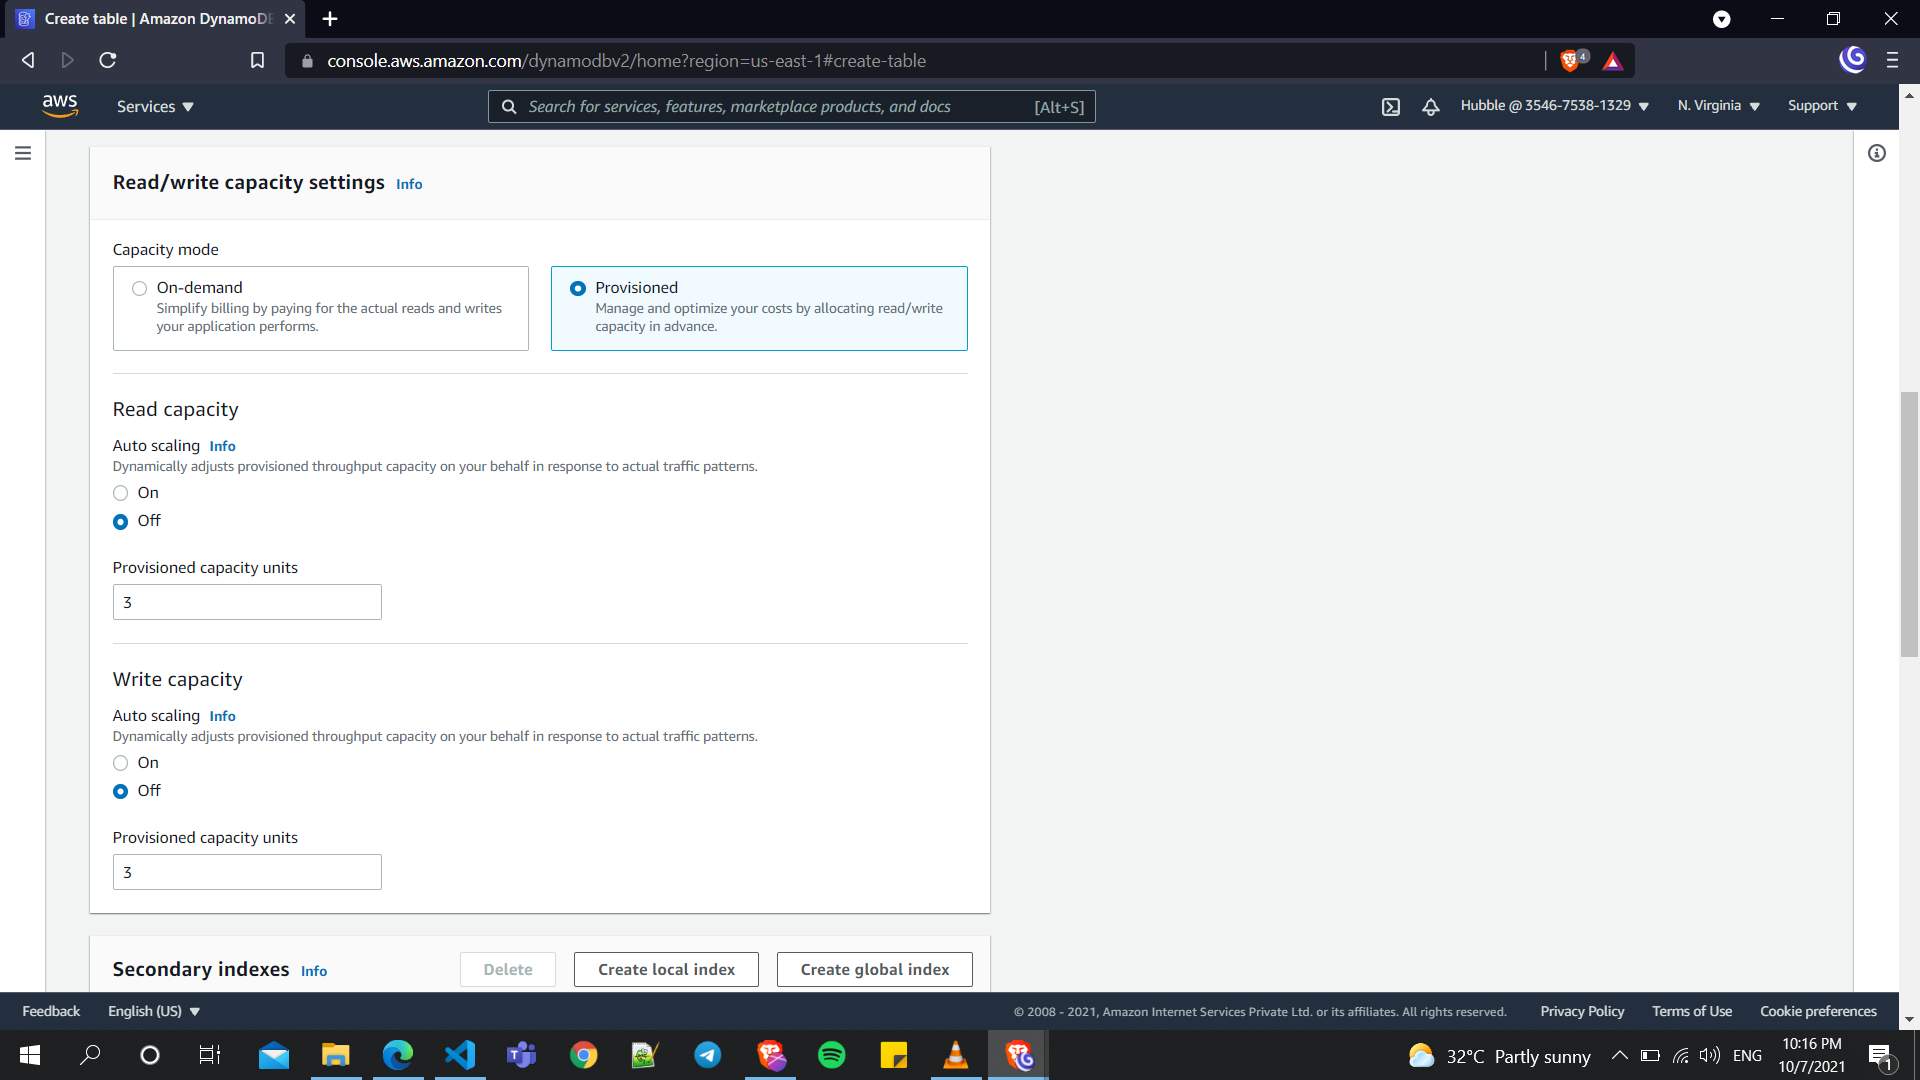 Create table | Amazon DynamoDB
console.aws.amazon.com/dynamodbv2/home?region=us-east-1#create-table
4
aws
Services
Search for services, features, marketplace products, and docs
[Alt+S]
Hubble @ 3546-7538-1329
N. Virginia
Support
Read/write capacity settings Info
Capacity mode
On-demand
Simplify billing by paying for the actual reads and writes
your application performs.
Provisioned
Manage and optimize your costs by allocating read/write
capacity in advance.
Read capacity
Auto scaling Info
Dynamically adjusts provisioned throughput capacity on your behalf in response to actual traffic patterns.
On
Off
Provisioned capacity units
3
Write capacity
Auto scaling Info
Dynamically adjusts provisioned throughput capacity on your behalf in response to actual traffic patterns.
On
Off
Provisioned capacity units
3
Secondary indexes Info
Delete
Create local index
Create global index
Feedback
English (US)
© 2008 - 2021, Amazon Internet Services Private Ltd. or its affiliates. All rights reserved.
Privacy Policy
Terms of Use
Cookie preferences
32°C Partly sunny
ENG
10:16 PM
10/7/2021
1